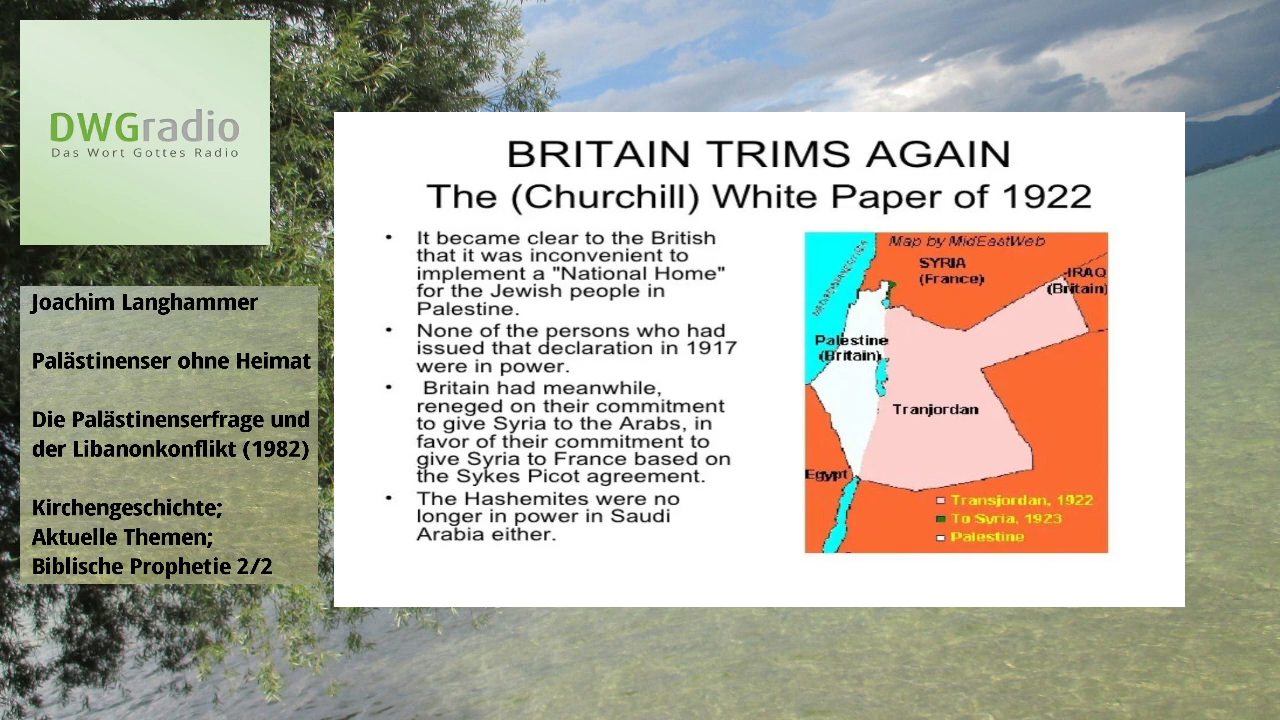 DWGradio
Das Wort Gottes Radio
Joachim Langhammer
Palästinenser ohne Heimat
Die Palästinenserfrage und
der Libanonkonflikt (1982)
Kirchengeschichte;
Aktuelle Themen;
Biblische Prophetie 2/2
BRITAIN TRIMS AGAIN
The (Churchill) White Paper of 1922
• It became clear to the British
that it was inconvenient to
implement a "National Home"
for the Jewish people in
Palestine.
• None of the persons who had
issued that declaration in 1917
were in power.
• Britain had meanwhile,
reneged on their commitment
to give Syria to the Arabs, in
favor of their commitment to
give Syria to France based on
the Sykes Picot agreement.
• The Hashemites were no
longer in power in Saudi
Arabia either.
Map by MidEastWeb
SYRIA
(France)
IRAQ
(Britain)
Palestine
(Britain)
Tranjordan
Egypt
Transjordan, 1922
To Syria, 1923
Palestine